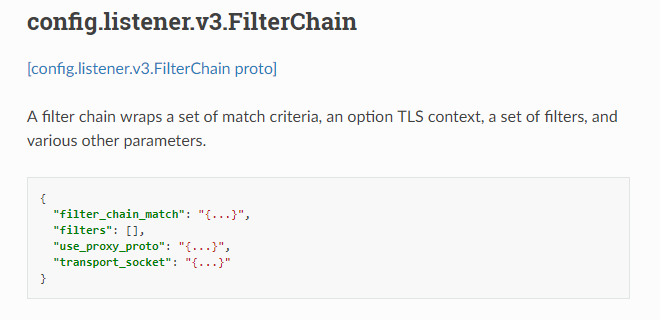 config.listener.v3.FilterChain
[config.listener.v3.FilterChain proto]
A filter chain wraps a set of match criteria, an option TLS context, a set of filters, and
various other parameters.
{
  "filter_chain_match": "{...}",
  "filters": [],
  "use_proxy_proto": "{...}",
  "transport_socket": "{...}"
}